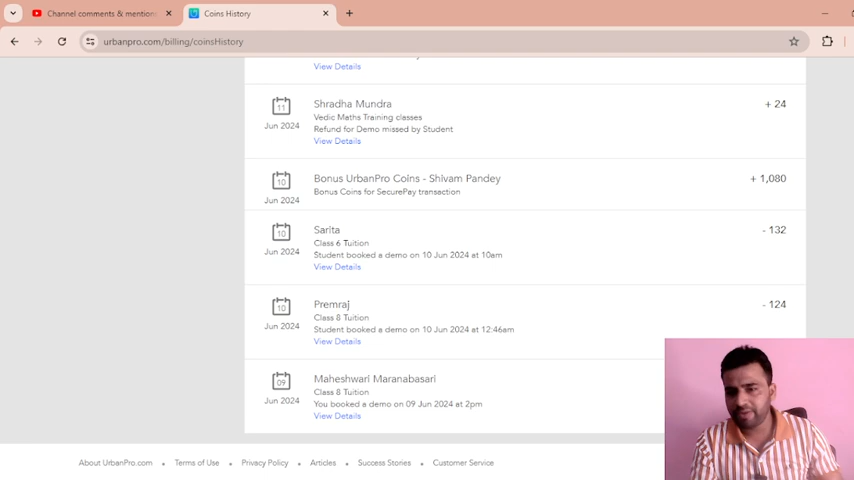 Channel comments & mention
Coins History
urbanpro.com/billing/coinsHistory
View Details
11
Jun 2024
Shradha Mundra
Vedic Maths Training classes
Refund for Demo missed by Student
View Details
+ 24
10
Jun 2024
Bonus UrbanPro Coins - Shivam Pandey
Bonus Coins for SecurePay transaction
+ 1,080
10
Jun 2024
Sarita
Class 6 Tuition
Student booked a demo on 10 Jun 2024 at 10am
View Details
- 132
10
Jun 2024
Premraj
Class 8 Tuition
Student booked a demo on 10 Jun 2024 at 12:46am
View Details
- 124
09
Jun 2024
Maheshwari Maranabasari
Class 8 Tuition
You booked a demo on 09 Jun 2024 at 2pm
View Details
About UrbanPro.com • Terms of Use • Privacy Policy • Articles • Success Stories • Customer Service